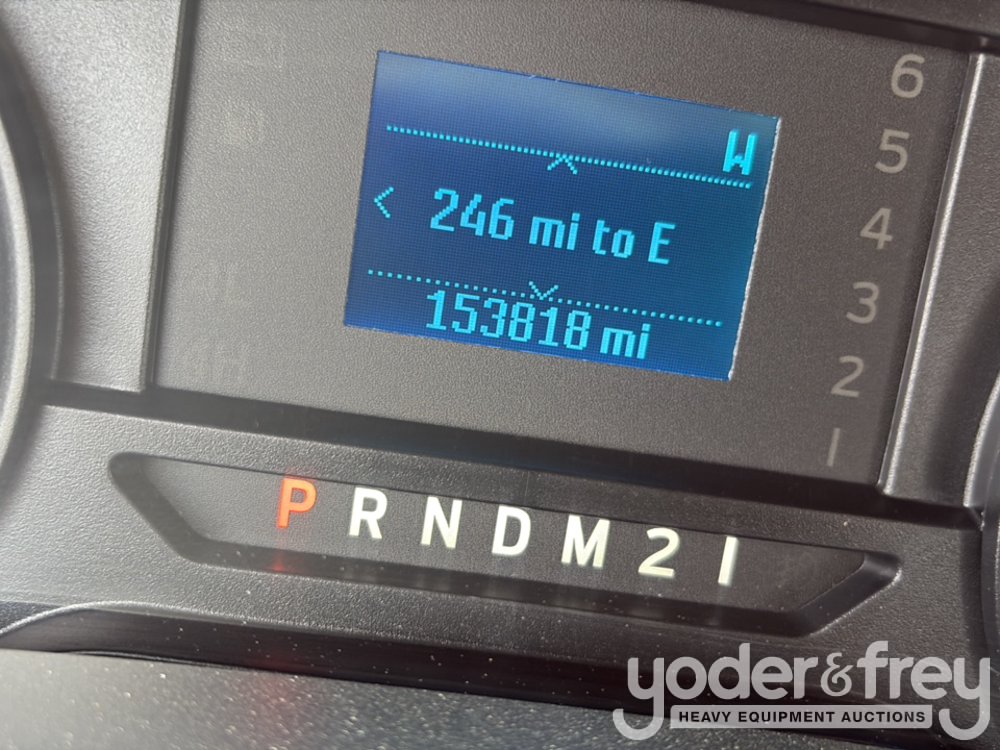 W
< 246 mi to E
153818 mi
6
5
4
3
2
1
P R N D M 2 1
yoder&frey
HEAVY EQUIPMENT AUCTIONS